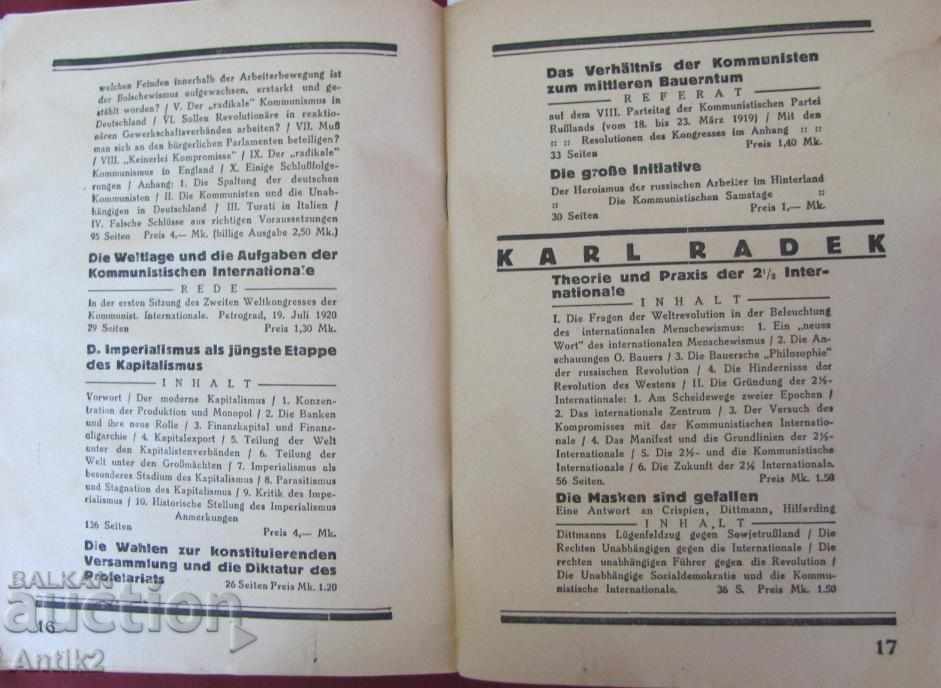 welchen Feinden innerhalb der Arbeiterbewegung ist
der Bolschewismus aufgewachsen, erstarkt und ge-
stählt worden? / V. Der „radikale" Kommunismus in
Deutschland / VI. Sollen Revolutionäre in reaktio-
nären Gewerkschaftsverbänden arbeiten? / VII. Muß
man sich an den bürgerlichen Parlamenten beteiligen?
/ VIII. „Keinerlei Kompromisse" / IX. Der „radikale"
Kommunismus in England / X. Einige Schlußfolge-
rungen / Anhang: I. Die Spaltung der deutschen
Kommunisten / II. Die Kommunisten und die Unab-
hängigen in Deutschland / III. Turati in Italien /
IV. Falsche Schlüsse aus richtigen Voraussetzungen
95 Seiten Preis 4,— Mk. (billige Ausgabe 2,50 Mk.)
Die Weltlage und die Aufgaben der
Kommunistischen Internationale
REDE
In der ersten Sitzung des Zweiten Weltkongresses der
Kommunist. Internationale. Petrograd, 19. Juli 1920
29 Seiten Preis 1,30 Mk.
D. Imperialismus als jüngste Etappe
des Kapitalismus
INHALT
Vorwort / Der moderne Kapitalismus / 1. Konzen-
tration der Produktion und Monopol / 2. Die Banken
und ihre neue Rolle / 3. Finanzkapital und Finanz-
oligarchie / 4. Kapitalexport / 5. Teilung der Welt
unter den Kapitalistenverbänden / 6. Teilung der
Welt unter den Großmächten / 7. Imperialismus als
besonderes Stadium des Kapitalismus / 8. Parasitismus
und Stagnation des Kapitalismus / 9. Kritik des Impe-
rialismus / 10. Historische Stellung des Imperialismus
Anmerkungen
136 Seiten Preis 4,— Mk.
Die Wahlen zur konstituierenden
Versammlung und die Diktatur des
Proletariats 26 Seiten Preis Mk. 1.20
16
Das Verhältnis der Kommunisten
zum mittleren Bauerntum
REFERAT
auf dem VIII. Parteitag der Kommunistischen Partei
Rußlands (vom 18. bis 23. März 1919) / Mit den
:: :: Resolutionen des Kongresses im Anhang :: ::
33 Seiten Preis 1,40 Mk.
Die große Initiative
Der Heroismus der russischen Arbeiter im Hinterland
:: Die Kommunistischen Samstage ::
30 Seiten Preis 1,— Mk.
KARL RADEK
Theorie und Praxis der 2½ Inter-
nationale
INHALT
I. Die Fragen der Weltrevolution in der Beleuchtung
des internationalen Menschewismus: 1. Ein „neues
Wort" des internationalen Menschewismus / 2. Die An-
schauungen O. Bauers / 3. Die Bauersche „Philosophie"
der russischen Revolution / 4. Die Hindernisse der
Revolution des Westens / II. Die Gründung der 2½-
Internationale: 1. Am Scheidewege zweier Epochen /
2. Das internationale Zentrum / 3. Der Versuch des
Kompromisses mit der Kommunistischen Internatio-
nale / 4. Das Manifest und die Grundlinien der 2½-
Internationale / 5. Die 2½- und die Kommunistische
Internationale / 6. Die Zukunft der 2½ Internationale.
56 Seiten. Preis Mk. 1.50
Die Masken sind gefallen
Eine Antwort an Crispien, Dittmann, Hilferding
INHALT
Dittmanns Lügenfeldzug gegen Sowjetrußland / Die
Rechten Unabhängigen gegen die Internationale / Die
rechten unabhängigen Führer gegen die Revolution /
Die Unabhängige Sozialdemokratie und die Kommu-
nistische Internationale. 36 S. Preis Mk. 1.50
17
BALKAN
auction
Antik2